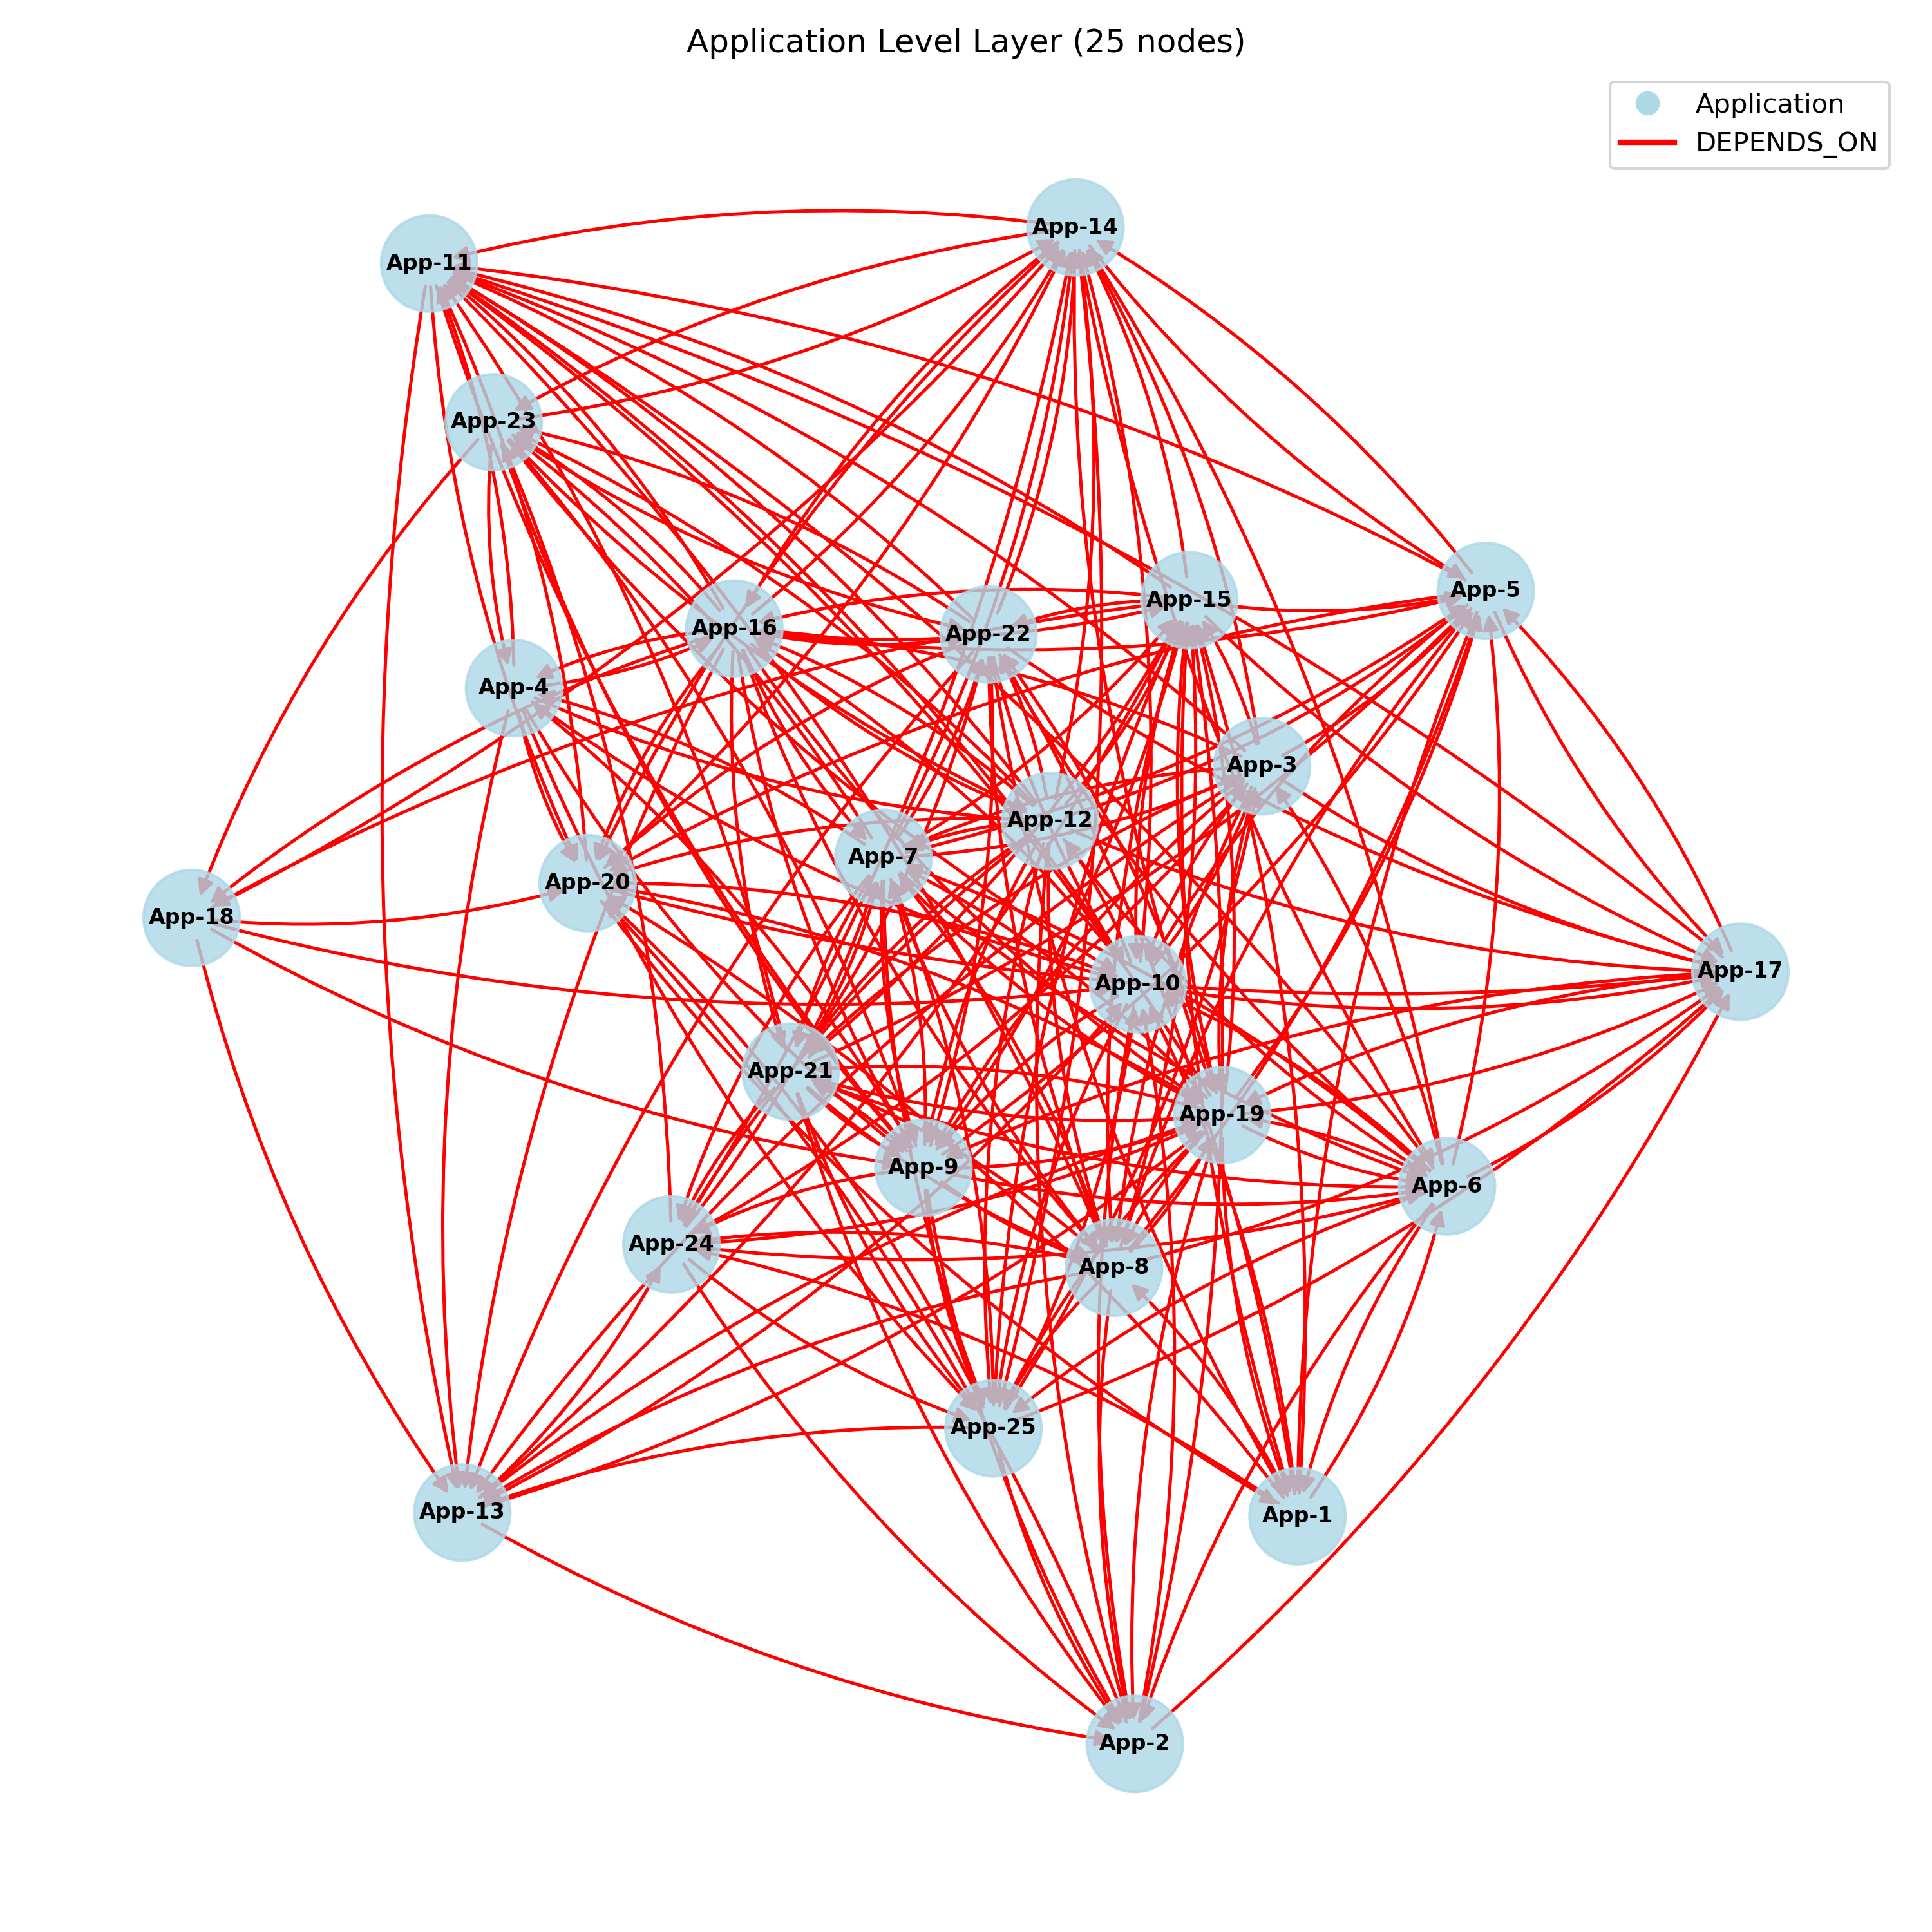 Application Level Layer (25 nodes)
Application
DEPENDS_ON
App-14
App-11
App-23
App-5
App-15
App-16
App-22
App-4
App-3
App-12
App-7
App-20
App-18
App-17
App-10
App-21
App-19
App-9
App-6
App-24
App-8
App-25
App-13
App-1
App-2